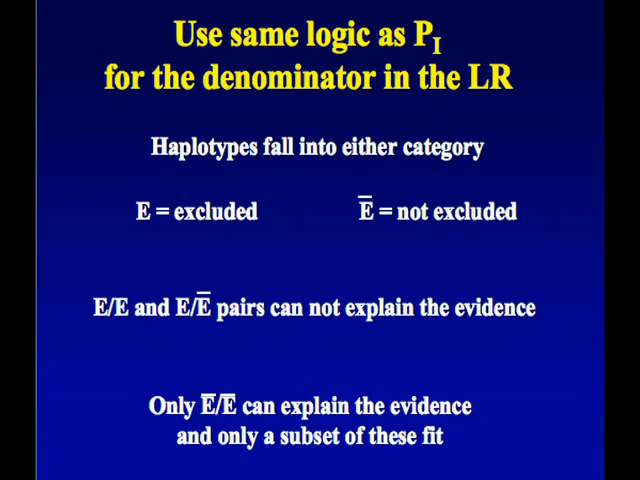 Use same logic as P_I
for the denominator in the LR
Haplotypes fall into either category
E = excluded
E̅ = not excluded
E/E and E/E̅ pairs can not explain the evidence
Only E̅/E̅ can explain the evidence
and only a subset of these fit